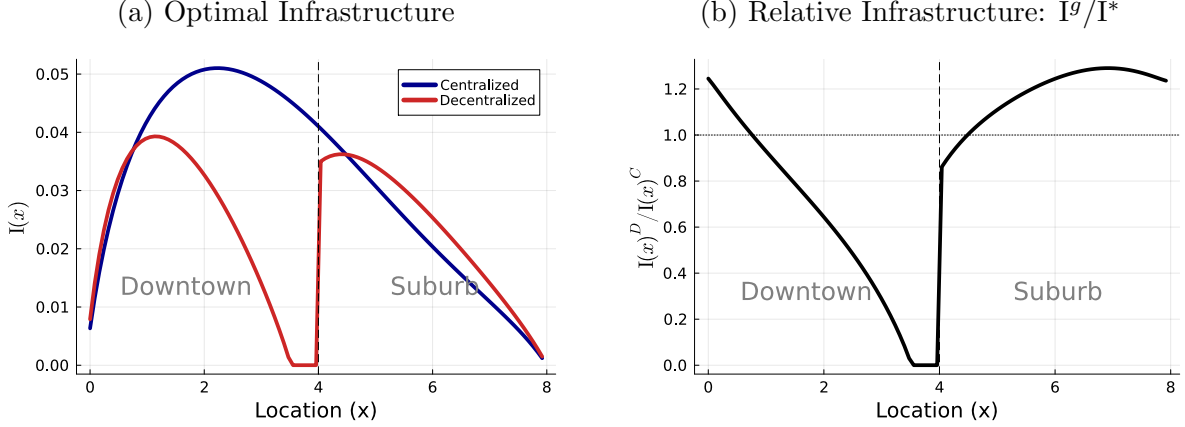 (a) Optimal Infrastructure
I(x)
0.05
0.04
0.03
0.02
0.01
0.00
Centralized
Decentralized
Downtown
Suburb
0
2
4
6
8
Location (x)
(b) Relative Infrastructure: I^g/I*
I(x)^D/I(x)^C
1.2
1.0
0.8
0.6
0.4
0.2
0.0
Downtown
Suburb
0
2
4
6
8
Location (x)